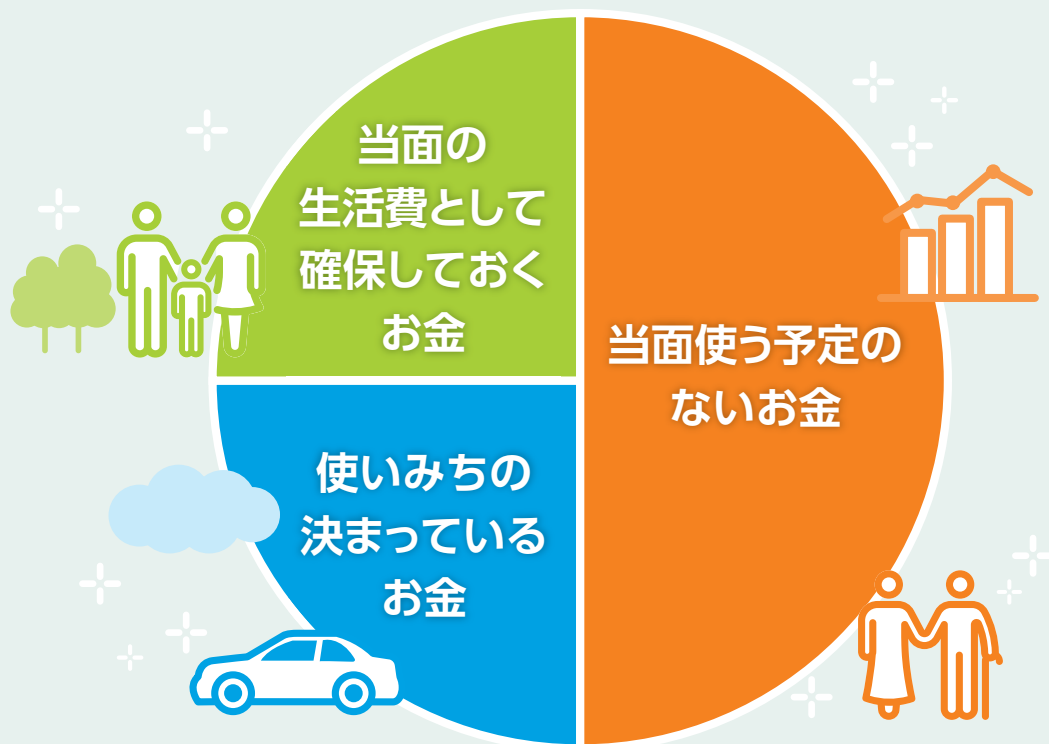 当面の
生活費として
確保しておく
お金
当面使う予定の
ないお金
使いみちの
決まっている
お金